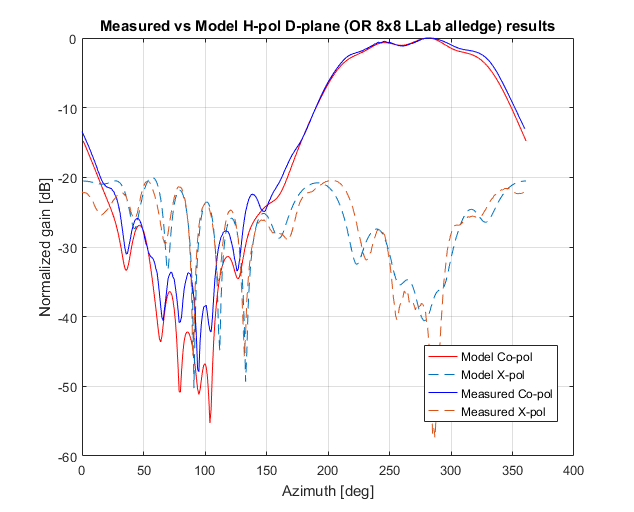 Measured vs Model H-pol D-plane (OR 8x8 LLab alledge) results
Normalized gain [dB]
0
-10
-20
-30
-40
-50
-60
0 50 100 150 200 250 300 350 400
Azimuth [deg]
Model Co-pol
Model X-pol
Measured Co-pol
Measured X-pol